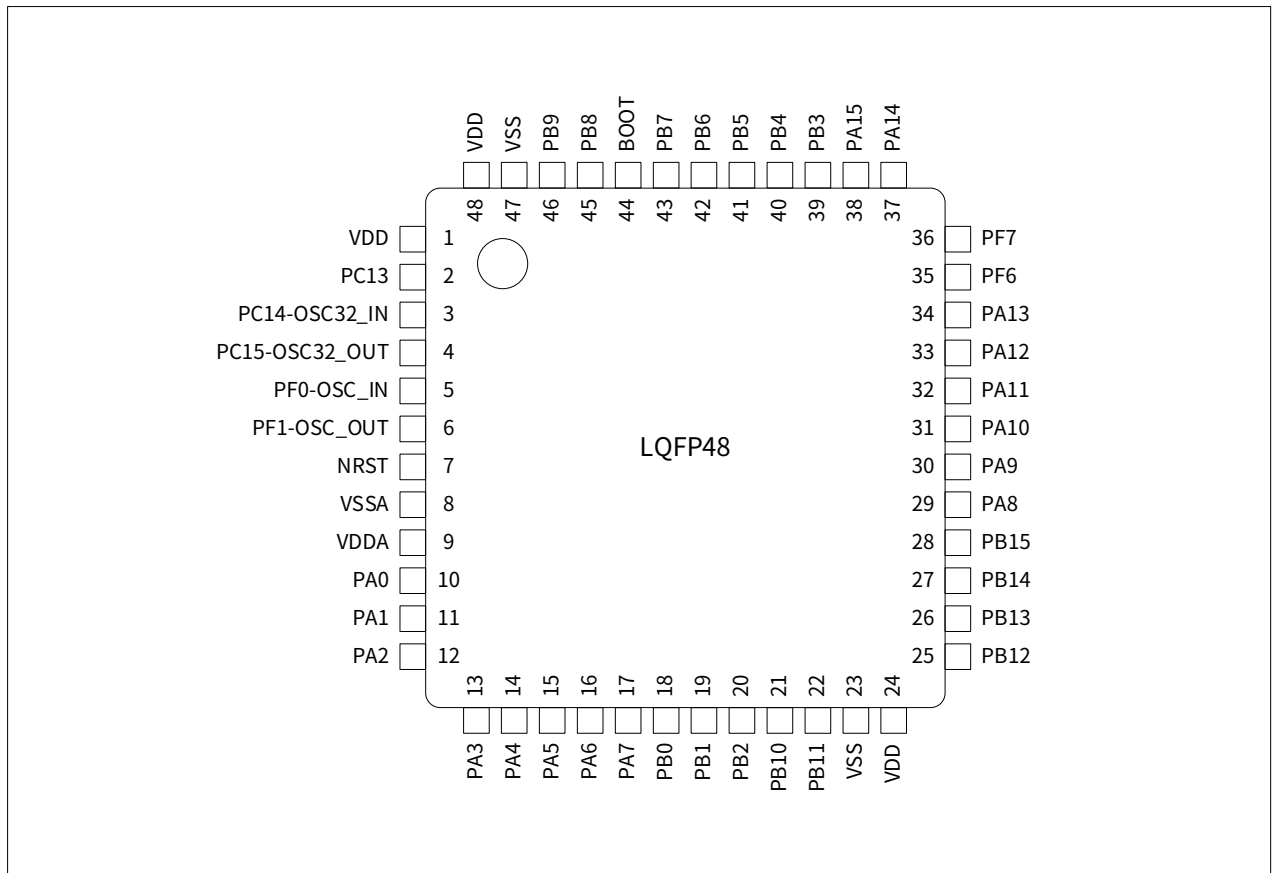 VDD VSS PB9 PB8 BOOT PB7 PB6 PB5 PB4 PB3 PA15 PA14
48 47 46 45 44 43 42 41 40 39 38 37
VDD 1 36 PF7
PC13 2 35 PF6
PC14-OSC32_IN 3 34 PA13
PC15-OSC32_OUT 4 33 PA12
PF0-OSC_IN 5 32 PA11
PF1-OSC_OUT 6 31 PA10
LQFP48
NRST 7 30 PA9
VSSA 8 29 PA8
VDDA 9 28 PB15
PA0 10 27 PB14
PA1 11 26 PB13
PA2 12 25 PB12
13 14 15 16 17 18 19 20 21 22 23 24
PA3 PA4 PA5 PA6 PA7 PB0 PB1 PB2 PB10 PB11 VSS VDD